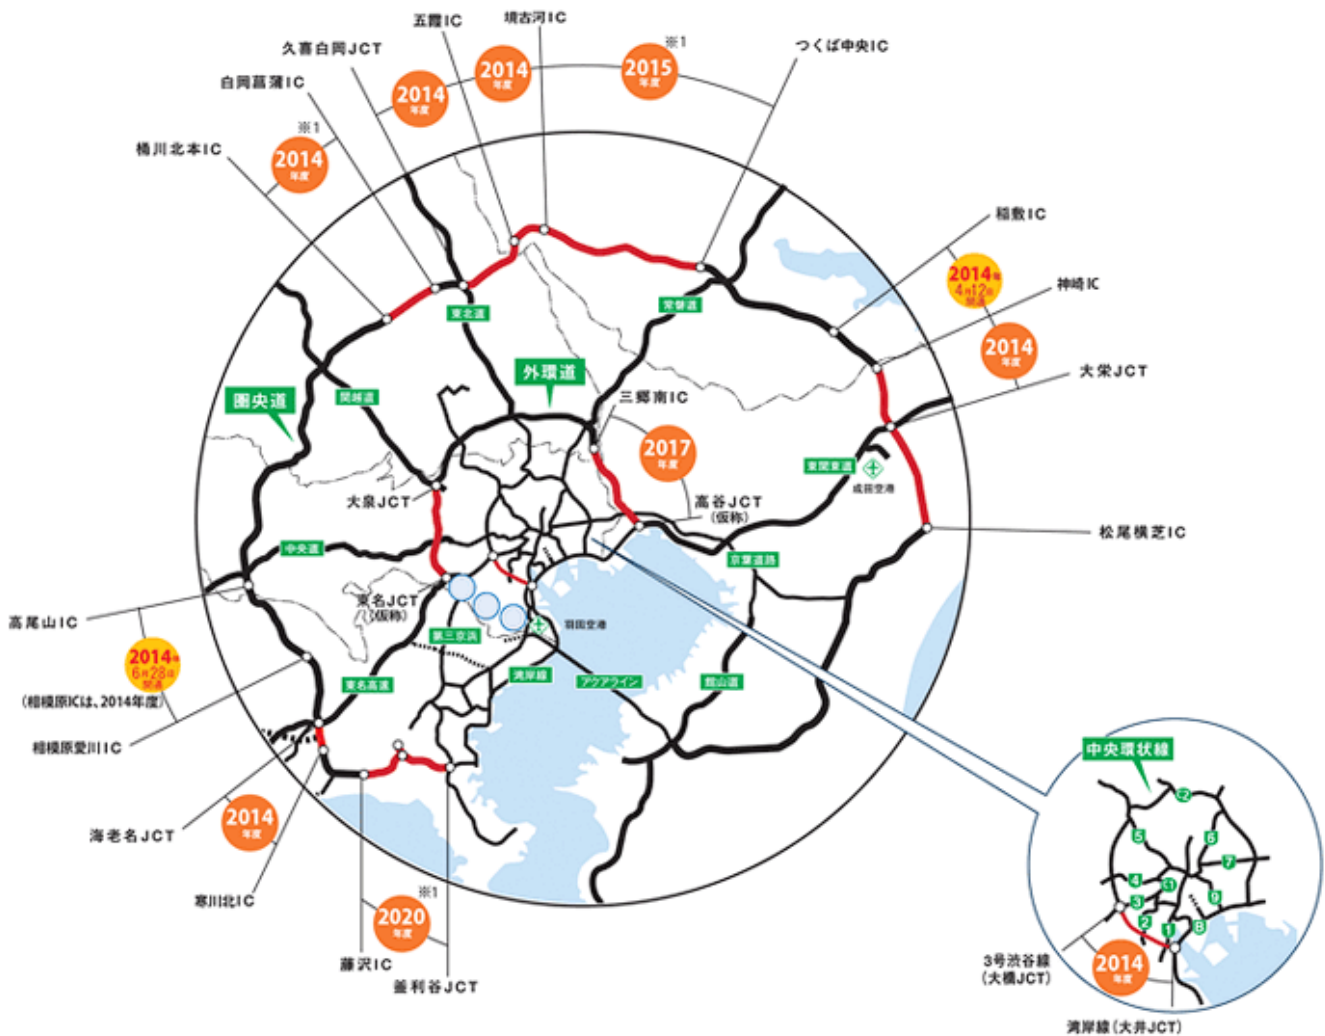 五霞IC
境古河IC
久喜白岡JCT
※1
つくば中央IC
白岡菖蒲IC
2014
年度
2014
年度
2015
年度
※1
桶川北本IC
2014
年度
稲敷IC
2014年
4月12日
開通
神崎IC
2014
年度
大栄JCT
東北道
常磐道
外環道
圏央道
関越道
三郷南IC
2017
年度
東関東道
成田空港
大泉JCT
高谷JCT
(仮称)
松尾横芝IC
中央道
京葉道路
東名JCT
(仮称)
高尾山IC
第三京浜
羽田空港
2014年
6月28日
開通
(相模原ICは、2014年度)
東名高速
湾岸線
アクアライン
館山道
相模原愛川IC
海老名JCT
2014
年度
寒川北IC
※1
2020
年度
藤沢IC
釜利谷JCT
中央環状線
C2
5
6
7
4
C1
3
9
2
1
B
3号渋谷線
(大橋JCT)
2014
年度
湾岸線(大井JCT)